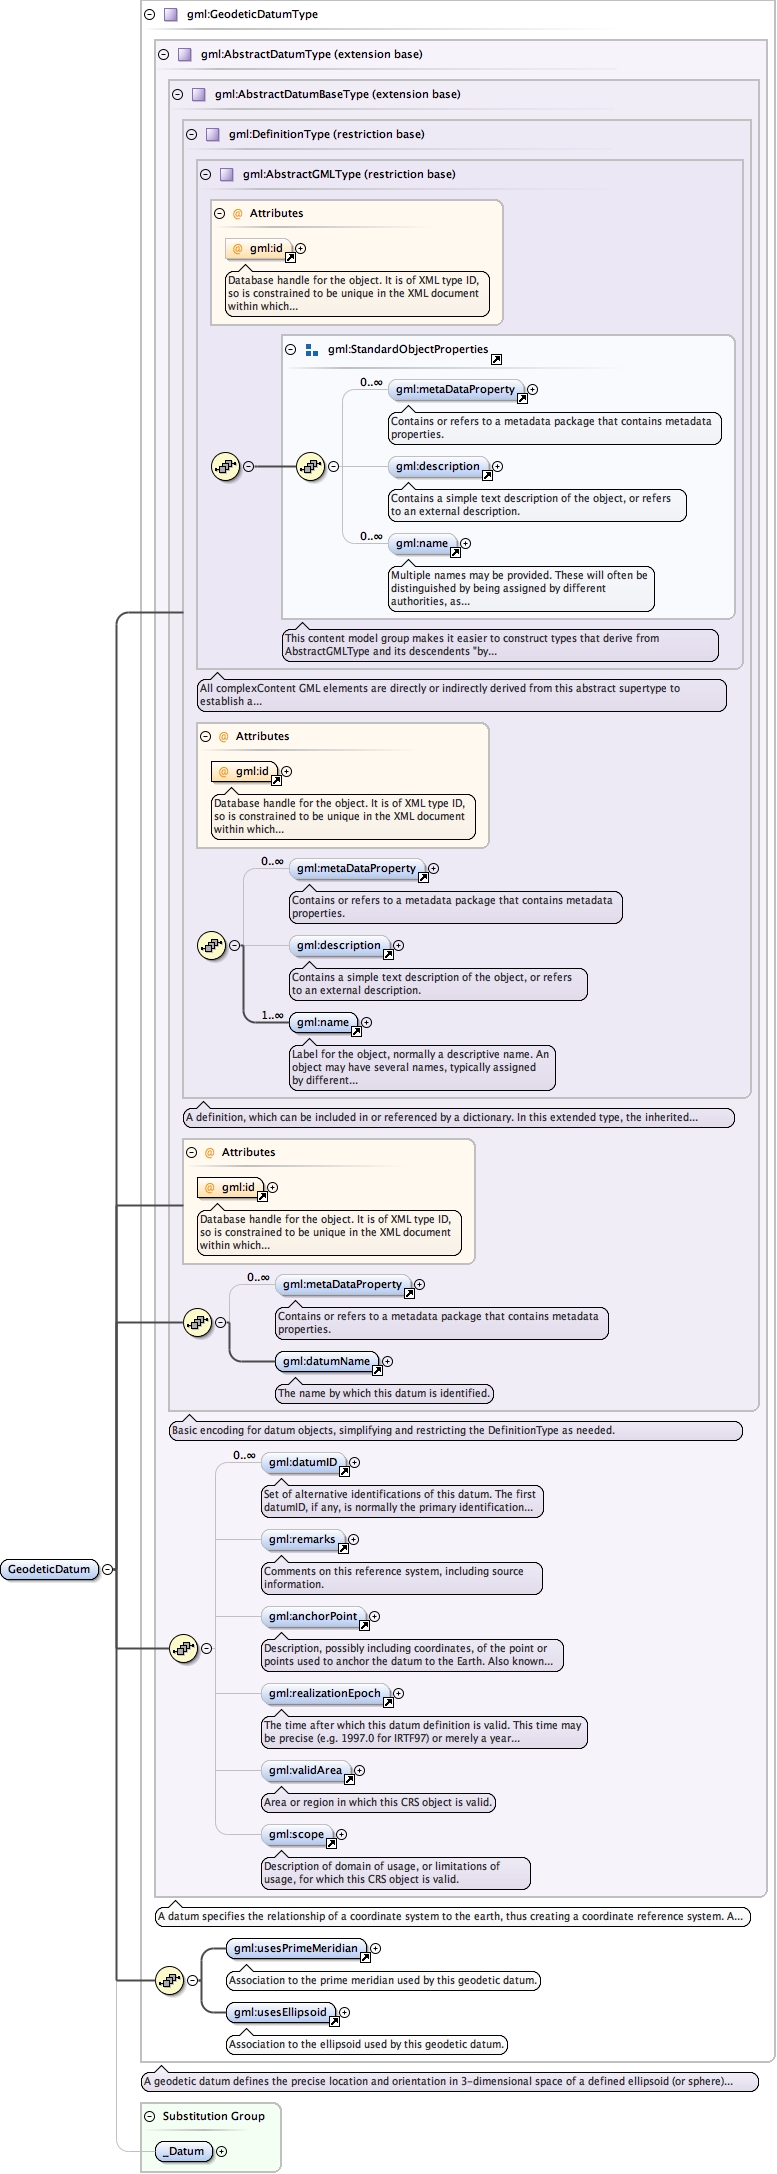 gml:GeodeticDatumType
gml:AbstractDatumType (extension base)
gml:AbstractDatumBaseType (extension base)
gml:DefinitionType (restriction base)
gml:AbstractGMLType (restriction base)
@ Attributes
@ gml:id
Database handle for the object. It is of XML type ID,
so is constrained to be unique in the XML document
within which...
gml:StandardObjectProperties
0..∞
gml:metaDataProperty
Contains or refers to a metadata package that contains metadata
properties.
gml:description
Contains a simple text description of the object, or refers
to an external description.
0..∞
gml:name
Multiple names may be provided. These will often be
distinguished by being assigned by different
authorities, as...
This content model group makes it easier to construct types that derive from
AbstractGMLType and its descendents "by...
All complexContent GML elements are directly or indirectly derived from this abstract supertype to
establish a...
@ Attributes
@ gml:id
Database handle for the object. It is of XML type ID,
so is constrained to be unique in the XML document
within which...
0..∞
gml:metaDataProperty
Contains or refers to a metadata package that contains metadata
properties.
gml:description
Contains a simple text description of the object, or refers
to an external description.
1..∞
gml:name
Label for the object, normally a descriptive name. An
object may have several names, typically assigned
by different...
A definition, which can be included in or referenced by a dictionary. In this extended type, the inherited...
@ Attributes
@ gml:id
Database handle for the object. It is of XML type ID,
so is constrained to be unique in the XML document
within which...
0..∞
gml:metaDataProperty
Contains or refers to a metadata package that contains metadata
properties.
gml:datumName
The name by which this datum is identified.
Basic encoding for datum objects, simplifying and restricting the DefinitionType as needed.
0..∞
gml:datumID
Set of alternative identifications of this datum. The first
datumID, if any, is normally the primary identification...
gml:remarks
Comments on this reference system, including source
information.
GeodeticDatum
gml:anchorPoint
Description, possibly including coordinates, of the point or
points used to anchor the datum to the Earth. Also known...
gml:realizationEpoch
The time after which this datum definition is valid. This time may
be precise (e.g. 1997.0 for IRTF97) or merely a year...
gml:validArea
Area or region in which this CRS object is valid.
gml:scope
Description of domain of usage, or limitations of
usage, for which this CRS object is valid.
A datum specifies the relationship of a coordinate system to the earth, thus creating a coordinate reference system. A...
gml:usesPrimeMeridian
Association to the prime meridian used by this geodetic datum.
gml:usesEllipsoid
Association to the ellipsoid used by this geodetic datum.
A geodetic datum defines the precise location and orientation in 3-dimensional space of a defined ellipsoid (or sphere)...
Substitution Group
_Datum